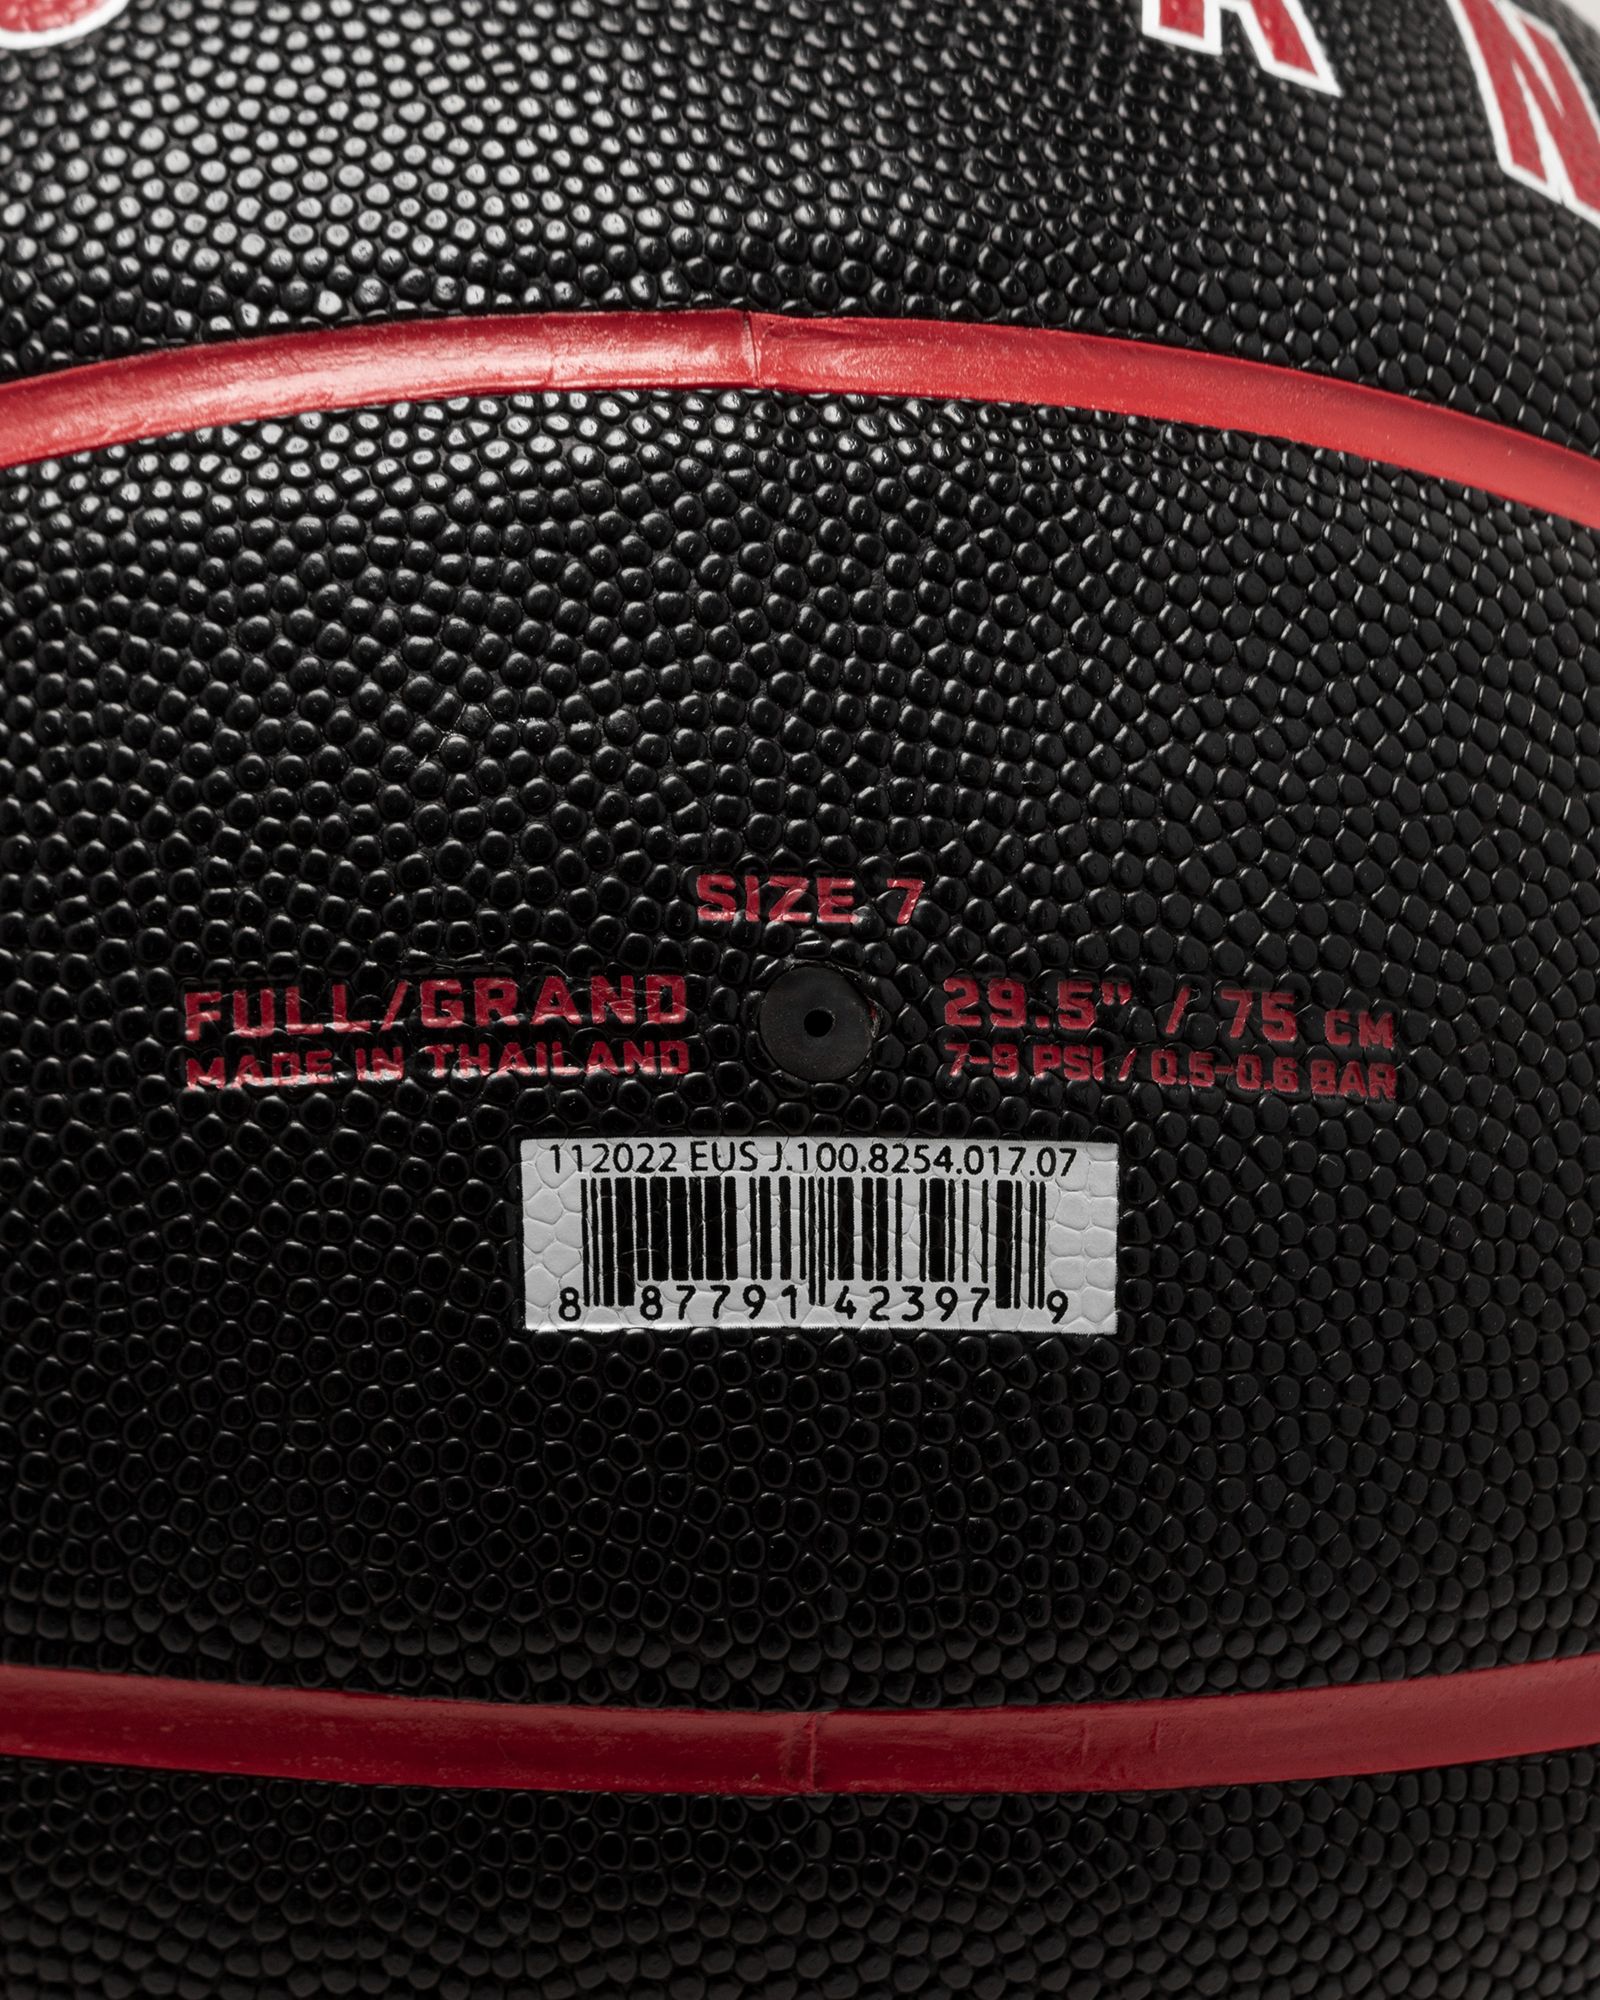 RN
SIZE 7
FULL/GRAND
MADE IN THAILAND
29.5" / 75 CM
7-9 PSI / 0.5-0.6 BAR
112022 EUS J.100.8254.017.07
8 87791 42397 9